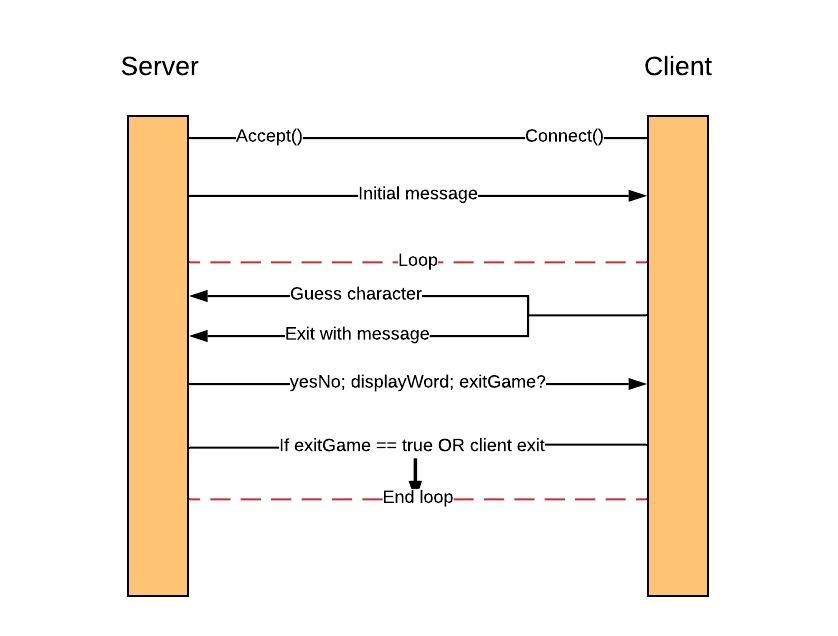 Server
Client
Accept()
Connect()
Initial message
Loop
Guess character
Exit with message
yesNo; displayWord; exitGame?
If exitGame == true OR client exit
End loop